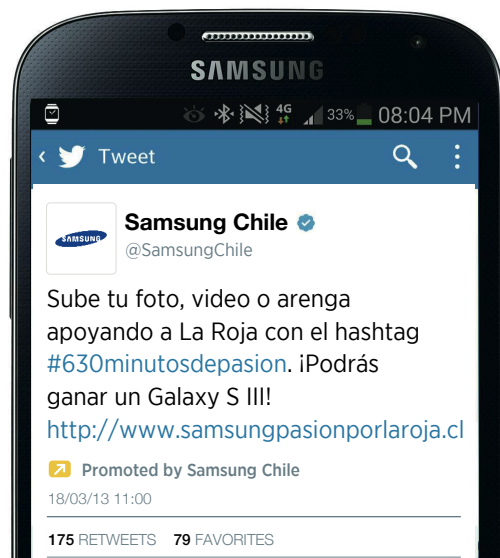 SAMSUNG
4G 33% 08:04 PM
Tweet
SAMSUNG
Samsung Chile
@SamsungChile
Sube tu foto, video o arenga
apoyando a La Roja con el hashtag
#630minutosdepasion. ¡Podrás
ganar un Galaxy S III!
http://www.samsungpasionporlaroja.cl
Promoted by Samsung Chile
18/03/13 11:00
175 RETWEETS 79 FAVORITES